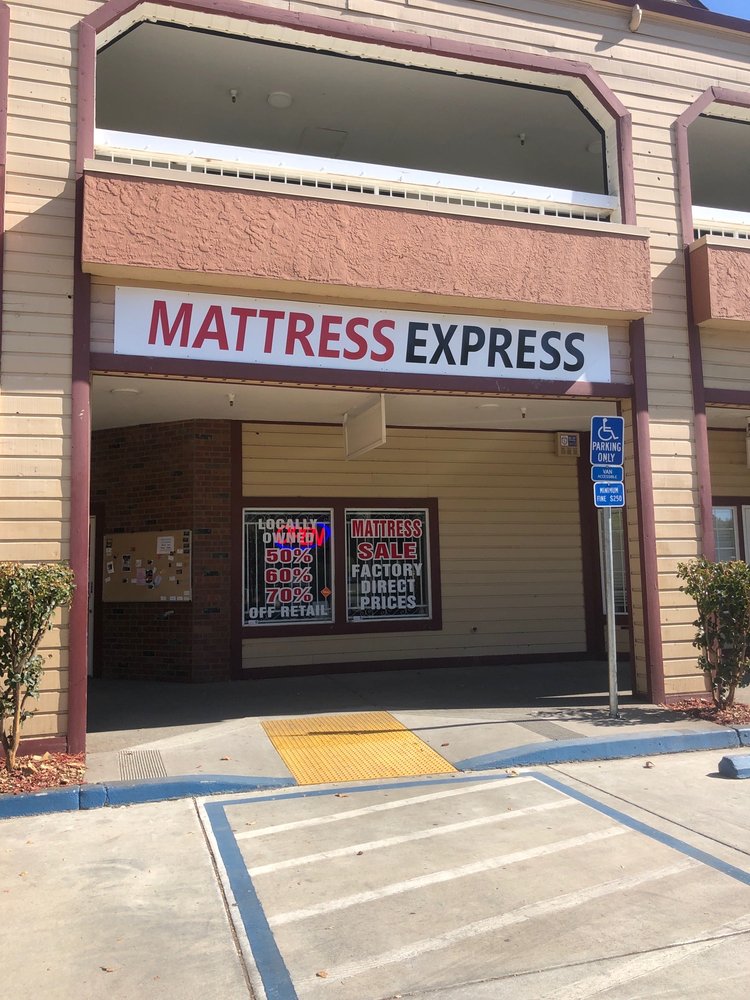 MATTRESS EXPRESS
PARKING
ONLY
VAN
ACCESSIBLE
MINIMUM
FINE $250
LOCALLY
OWNED
OPEN
50%
60%
70%
OFF RETAIL
MATTRESS
SALE
FACTORY
DIRECT
PRICES